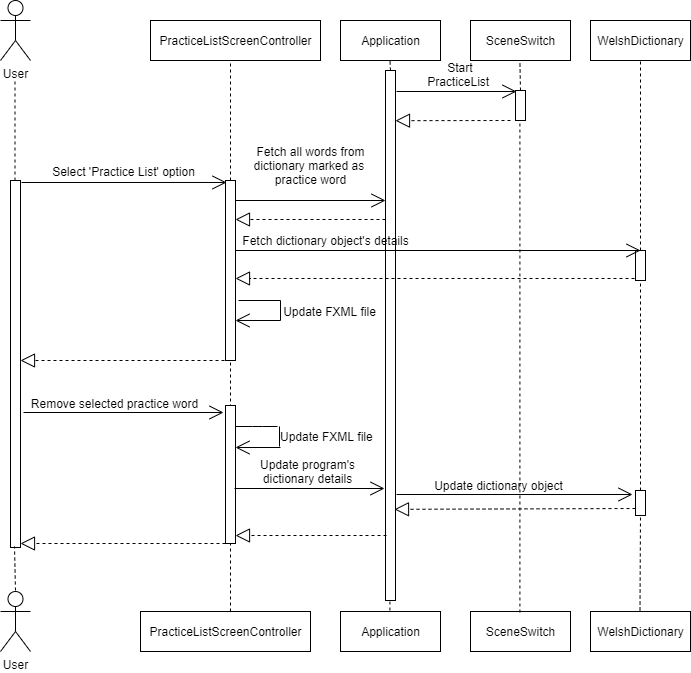 PracticeListScreenController
Application
SceneSwitch
WelshDictionary
User
Start
PracticeList
Fetch all words from
dictionary marked as
practice word
Select 'Practice List' option
Fetch dictionary object's details
Update FXML file
Remove selected practice word
Update FXML file
Update program's
dictionary details
Update dictionary object
PracticeListScreenController
Application
SceneSwitch
WelshDictionary
User